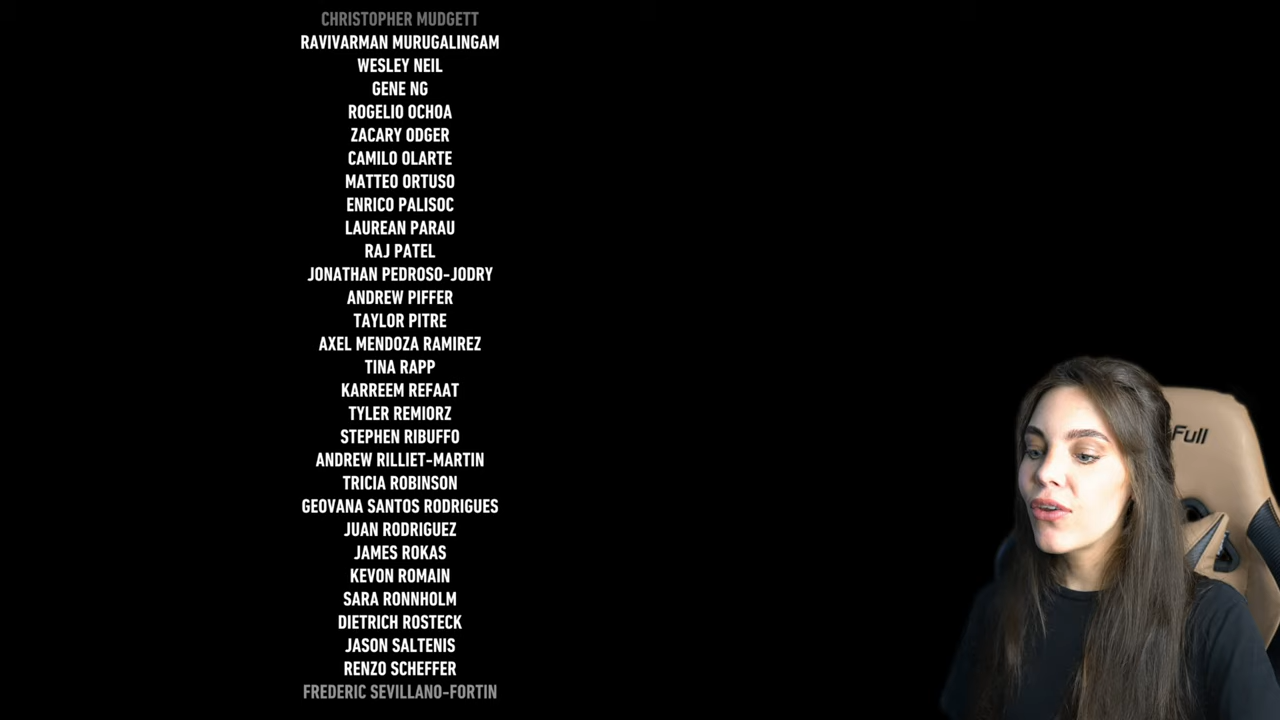 CHRISTOPHER MUDGETT
RAVIVARMAN MURUGALINGAM
WESLEY NEIL
GENE NG
ROGELIO OCHOA
ZACARY ODGER
CAMILO OLARTE
MATTEO ORTUSO
ENRICO PALISOC
LAUREAN PARAU
RAJ PATEL
JONATHAN PEDROSO-JODRY
ANDREW PIFFER
TAYLOR PITRE
AXEL MENDOZA RAMIREZ
TINA RAPP
KARREEM REFAAT
TYLER REMIORZ
STEPHEN RIBUFFO
ANDREW RILLIET-MARTIN
TRICIA ROBINSON
GEOVANA SANTOS RODRIGUES
JUAN RODRIGUEZ
JAMES ROKAS
KEVON ROMAIN
SARA RONNHOLM
DIETRICH ROSTECK
JASON SALTENIS
RENZO SCHEFFER
FREDERIC SEVILLANO-FORTIN
Full